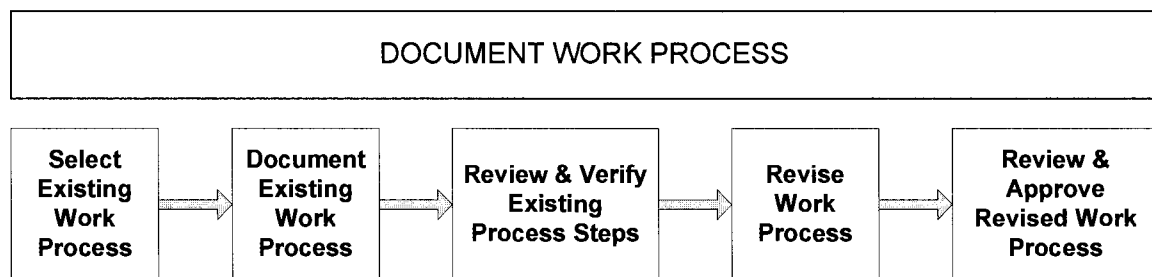 DOCUMENT WORK PROCESS
Select
Existing
Work
Process
Document
Existing
Work
Process
Review & Verify
Existing
Process Steps
Revise
Work
Process
Review &
Approve
Revised Work
Process